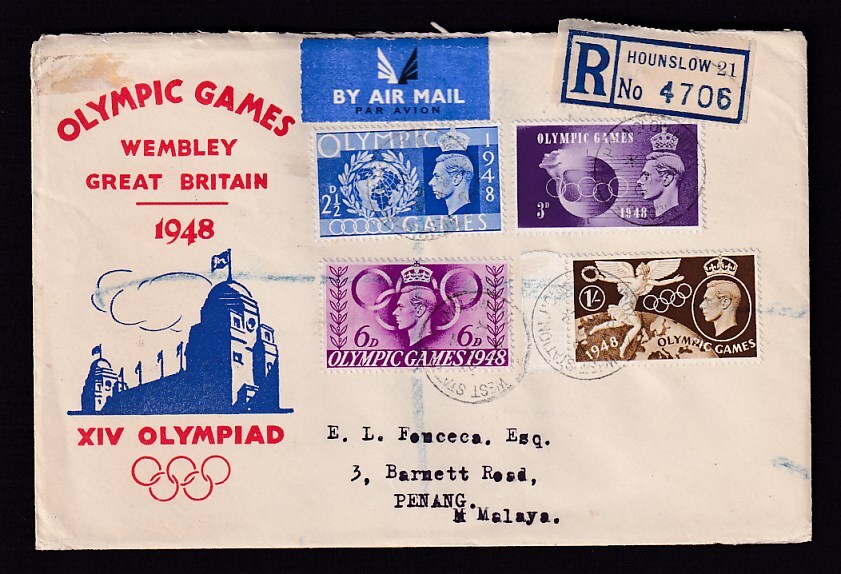 OLYMPIC GAMES
WEMBLEY
GREAT BRITAIN
1948
XIV OLYMPIAD
BY AIR MAIL
PAR AVION
R
HOUNSLOW 21
No 4706
OLYMPIC
1948
2½D
GAMES
OLYMPIC GAMES
3D
1948
6D 6D
OLYMPIC GAMES 1948
1/-
1948
OLYMPIC GAMES
WEST STA
E. L. Fonceca, Esq.
3, Barnett Road,
PENANG.
M Malaya.